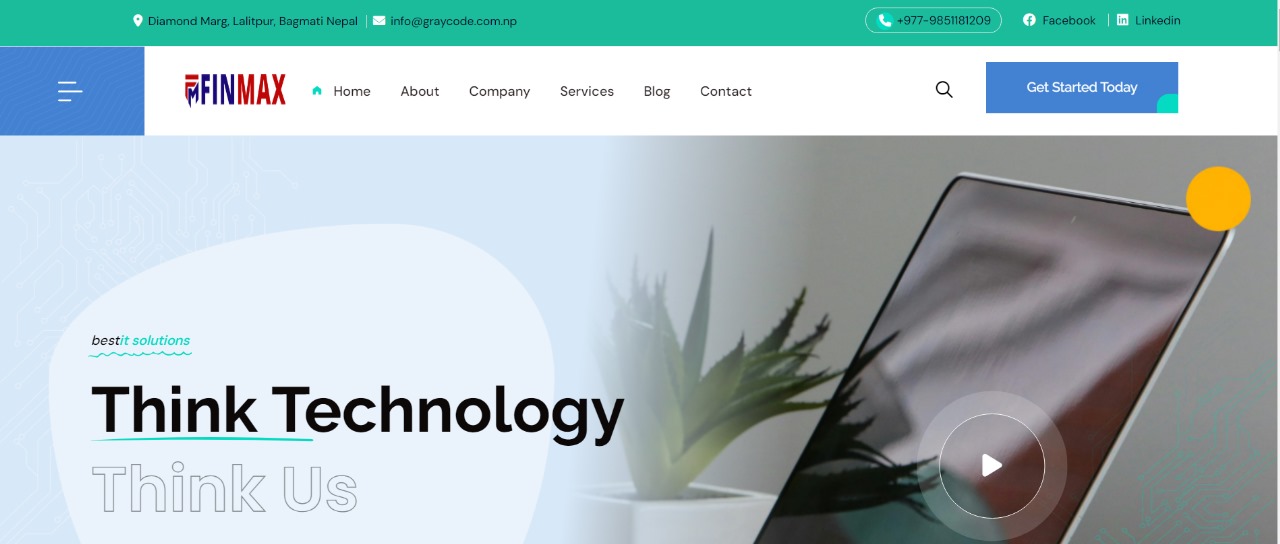 Diamond Marg, Lalitpur, Bagmati Nepal
info@graycode.com.np
+977-9851181209
Facebook
Linkedin
FINMAX
Home
About
Company
Services
Blog
Contact
Get Started Today
bestit solutions
Think Technology
Think Us